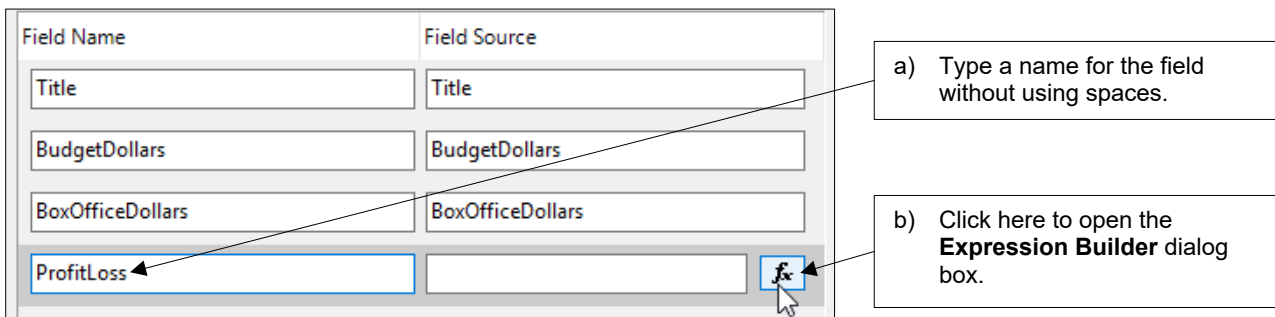 Field Name Field Source
Title Title
BudgetDollars BudgetDollars
BoxOfficeDollars BoxOfficeDollars
ProfitLoss fx
a) Type a name for the field
without using spaces.
b) Click here to open the
Expression Builder dialog
box.